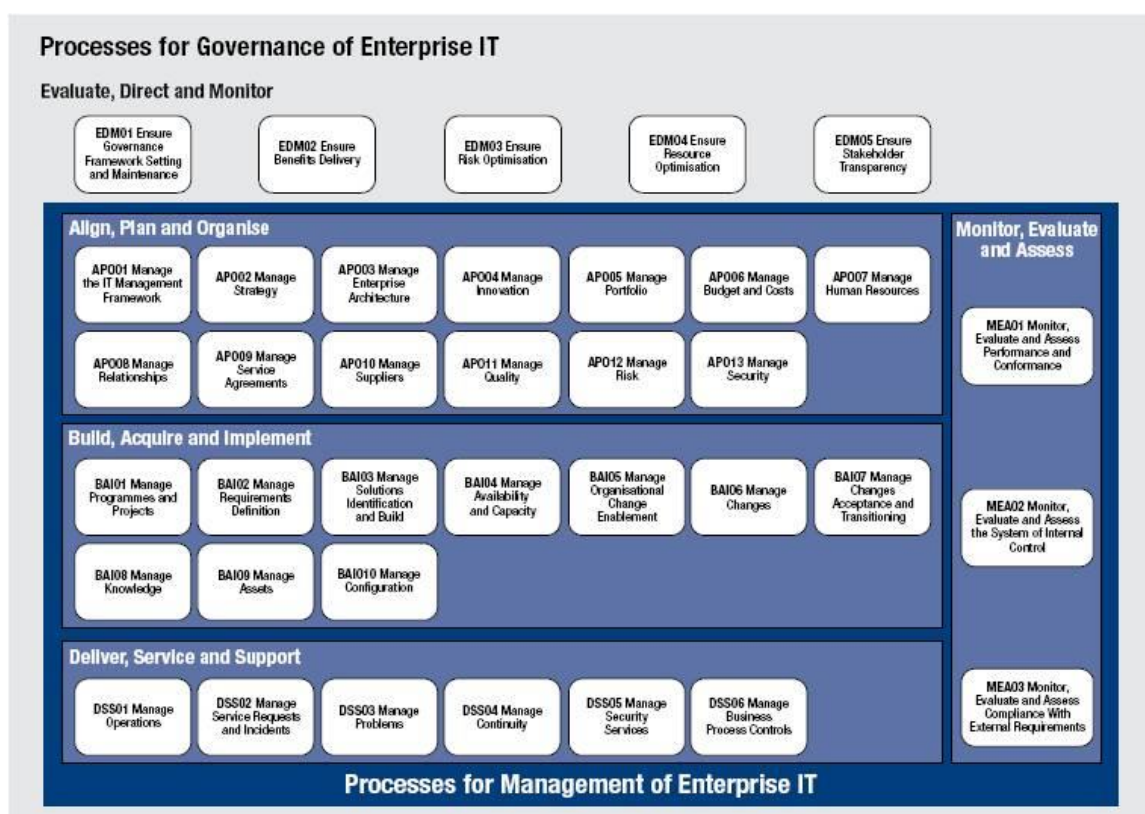 Processes for Governance of Enterprise IT
Evaluate, Direct and Monitor
EDM01 Ensure
Governance
Framework Setting
and Maintenance
EDM02 Ensure
Benefits Delivery
EDM03 Ensure
Risk Optimisation
EDM04 Ensure
Resource
Optimisation
EDM05 Ensure
Stakeholder
Transparency
Align, Plan and Organise
APO01 Manage
the IT Management
Framework
APO02 Manage
Strategy
APO03 Manage
Enterprise
Architecture
APO04 Manage
Innovation
APO05 Manage
Portfolio
APO06 Manage
Budget and Costs
APO07 Manage
Human Resources
APO08 Manage
Relationships
APO09 Manage
Service
Agreements
APO10 Manage
Suppliers
APO11 Manage
Quality
APO12 Manage
Risk
APO13 Manage
Security
Build, Acquire and Implement
BAI01 Manage
Programmes and
Projects
BAI02 Manage
Requirements
Definition
BAI03 Manage
Solutions
Identification
and Build
BAI04 Manage
Availability
and Capacity
BAI05 Manage
Organisational
Change
Enablement
BAI06 Manage
Changes
BAI07 Manage
Changes
Acceptance and
Transitioning
BAI08 Manage
Knowledge
BAI09 Manage
Assets
BAI010 Manage
Configuration
Deliver, Service and Support
DSS01 Manage
Operations
DSS02 Manage
Service Requests
and Incidents
DSS03 Manage
Problems
DSS04 Manage
Continuity
DSS05 Manage
Security
Services
DSS06 Manage
Business
Process Controls
Monitor, Evaluate
and Assess
MEA01 Monitor,
Evaluate and Assess
Performance and
Conformance
MEA02 Monitor,
Evaluate and Assess
the System of Internal
Control
MEA03 Monitor,
Evaluate and Assess
Compliance With
External Requirements
Processes for Management of Enterprise IT